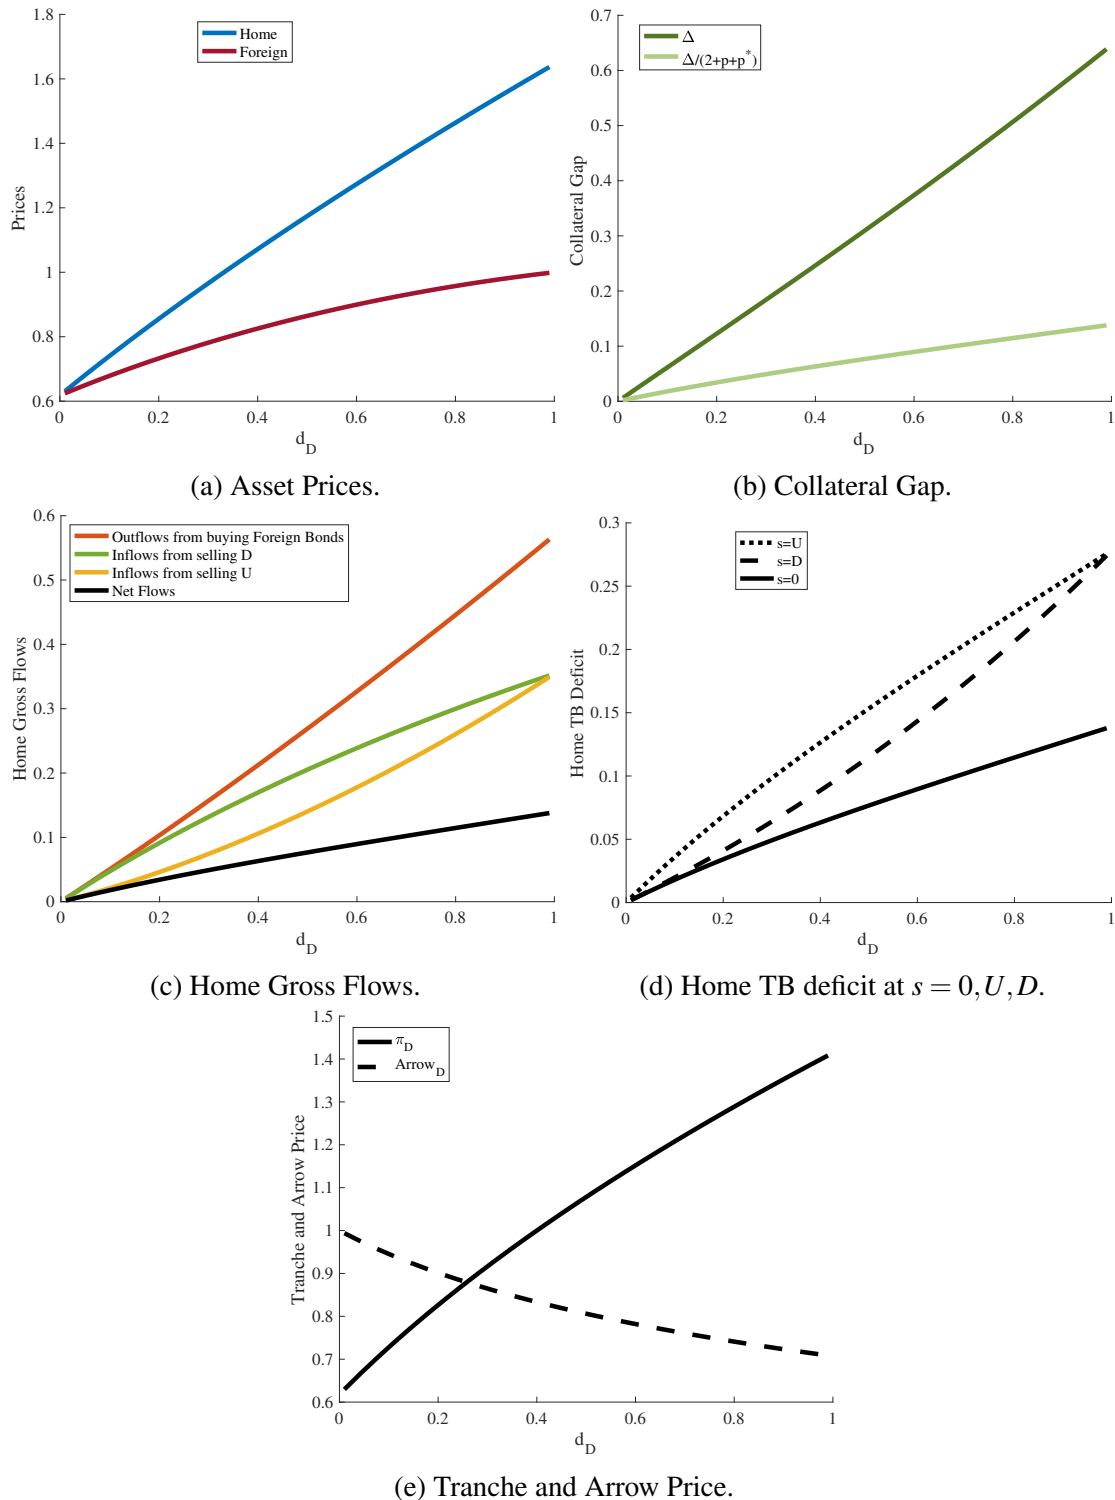 1.8
1.6
1.4
1.2
1
0.8
0.6
Prices
Home
Foreign
0
0.2
0.4
0.6
0.8
1
d_D
(a) Asset Prices.
0.7
0.6
0.5
0.4
0.3
0.2
0.1
0
Collateral Gap
Δ
Δ/(2+p+p*)
0
0.2
0.4
0.6
0.8
1
d_D
(b) Collateral Gap.
0.6
0.5
0.4
0.3
0.2
0.1
0
Home Gross Flows
Outflows from buying Foreign Bonds
Inflows from selling D
Inflows from selling U
Net Flows
0
0.2
0.4
0.6
0.8
1
d_D
(c) Home Gross Flows.
0.3
0.25
0.2
0.15
0.1
0.05
0
Home TB Deficit
s=U
s=D
s=0
0
0.2
0.4
0.6
0.8
1
d_D
(d) Home TB deficit at s = 0,U,D.
1.5
1.4
1.3
1.2
1.1
1
0.9
0.8
0.7
0.6
Tranche and Arrow Price
π_D
Arrow_D
0
0.2
0.4
0.6
0.8
1
d_D
(e) Tranche and Arrow Price.